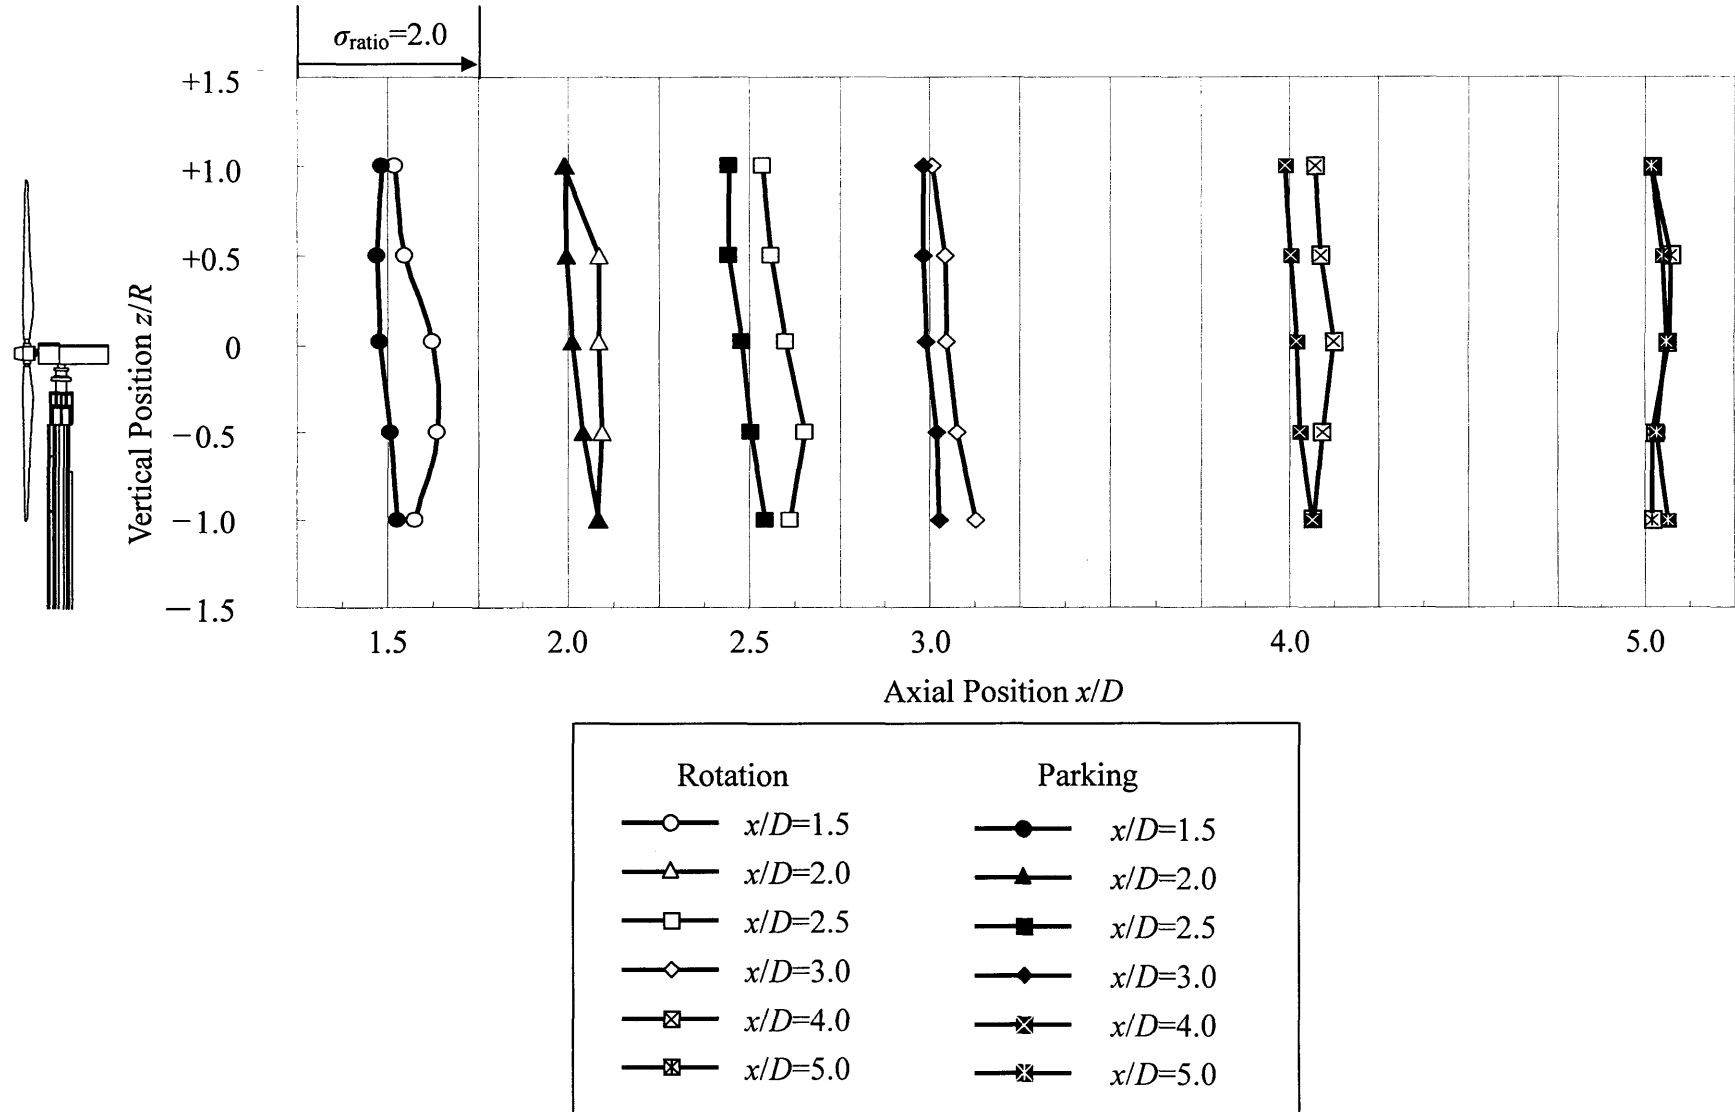 σratio=2.0
+1.5
+1.0
+0.5
0
−0.5
−1.0
−1.5
Vertical Position z/R
1.5 2.0 2.5 3.0 4.0 5.0
Axial Position x/D
Rotation Parking
x/D=1.5 x/D=1.5
x/D=2.0 x/D=2.0
x/D=2.5 x/D=2.5
x/D=3.0 x/D=3.0
x/D=4.0 x/D=4.0
x/D=5.0 x/D=5.0